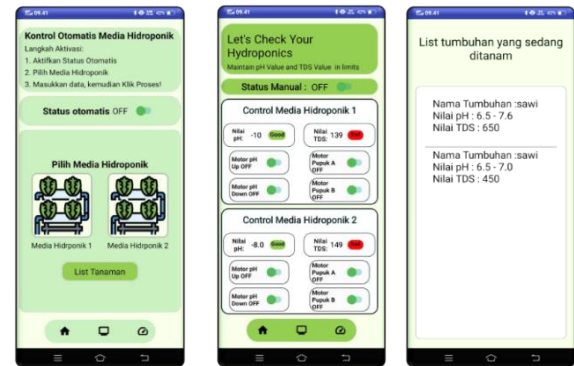 09.41
Kontrol Otomatis Media Hidroponik
Langkah Aktivasi:
1. Aktifkan Status Otomatis
2. Pilih Media Hidroponik
3. Masukkan data, kemudian Klik Proses!
Status otomatis OFF
Pilih Media Hidroponik
Media Hidrponik 1
Media Hidrponik 2
List Tanaman
09.41
Let's Check Your
Hydroponics
Maintain pH Value and TDS Value in limits
Status Manual : OFF
Control Media Hidroponik 1
Nilai
pH: -10 Good
Nilai
TDS: 139
Motor pH
Up OFF
Motor
Pupuk A
OFF
Motor pH
Down OFF
Motor
Pupuk B
OFF
Control Media Hidroponik 2
Nilai
pH: -8.0 Good
Nilai
TDS: 149
Motor pH
Up OFF
Motor
Pupuk A
OFF
Motor pH
Down OFF
Motor
Pupuk B
OFF
09.41
List tumbuhan yang sedang
ditanam
Nama Tumbuhan :sawi
Nilai pH : 6.5 - 7.6
Nilai TDS : 650
Nama Tumbuhan :sawi
Nilai pH : 6.5 - 7.0
Nilai TDS : 450